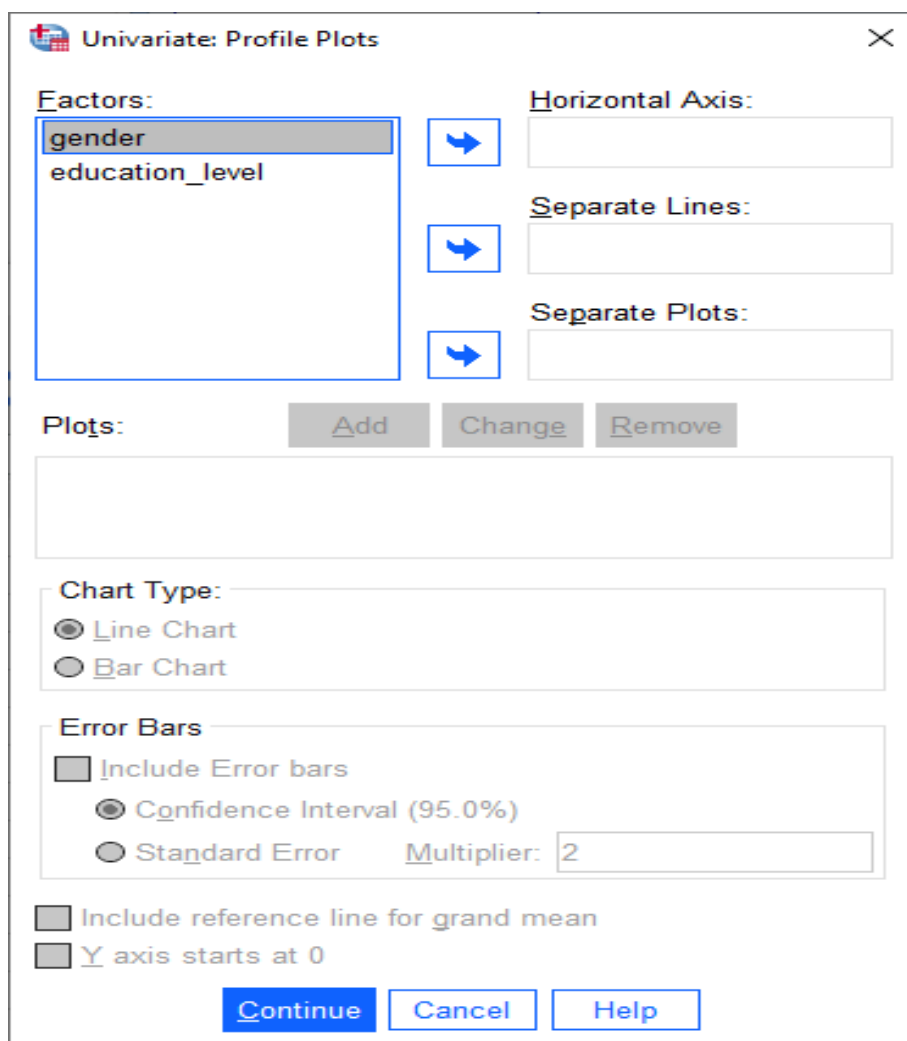 Univariate: Profile Plots
Factors:
gender
education_level
Horizontal Axis:
Separate Lines:
Separate Plots:
Plots:
Add
Change
Remove
Chart Type:
Line Chart
Bar Chart
Error Bars
Include Error bars
Confidence Interval (95.0%)
Standard Error Multiplier: 2
Include reference line for grand mean
Y axis starts at 0
Continue
Cancel
Help